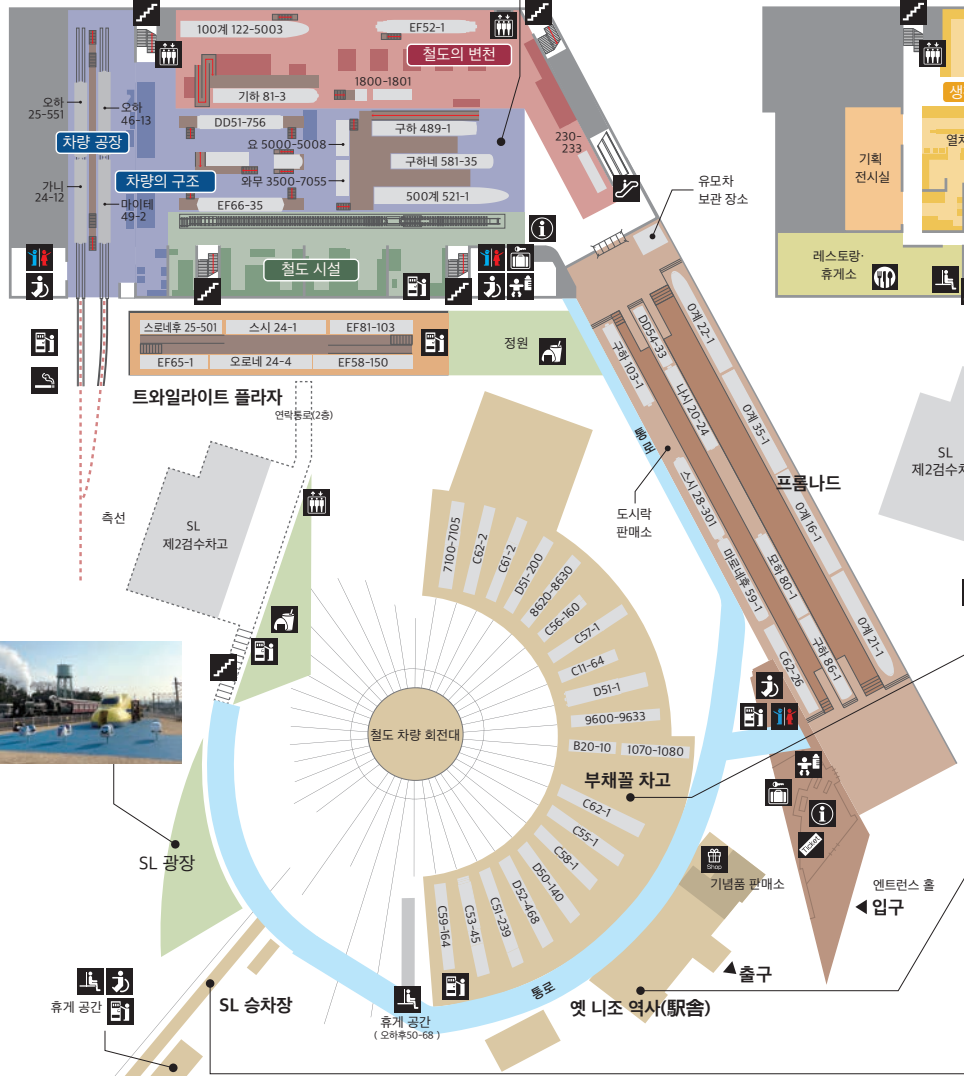 100계 122-5003
EF52-1
철도의 변천
1800-1801
기하 81-3
오하
25-551
오하
46-13
DD51-756
구하 489-1
요 5000-5008
차량 공장
구하네 581-35
차량의 구조
와무 3500-7055
가니
24-12
마이테
49-2
EF66-35
500계 521-1
230-
233
유모차
보관 장소
기획
전시실
레스토랑·
휴게소
철도 시설
스로네후 25-501
스시 24-1
EF81-103
EF65-1
오로네 24-4
EF58-150
정원
트와일라이트 플라자
연락통로(2층)
0계 22-1
DD54-33
구하 103-1
나시 20-24
0계 35-1
통로
프롬나드
스시 28-301
0계 16-1
도시락
판매소
마로네후 59-1
모하 80-1
0계 21-1
구하 86-1
C62-26
SL
제2검수차고
측선
SL
7100-7105
C62-2
C61-2
D51-200
8620-8630
C56-160
C57-1
C11-64
D51-1
9600-9633
B20-10
1070-1080
철도 차량 회전대
부채꼴 차고
C62-1
C55-1
C58-1
D50-140
D52-468
C51-239
C53-45
C59-164
SL 광장
Shop
기념품 판매소
Ticket
엔트런스 홀
입구
출구
통로
옛 니조 역사(駅舎)
SL 승차장
휴게 공간
휴게 공간
( 오하후50-68 )